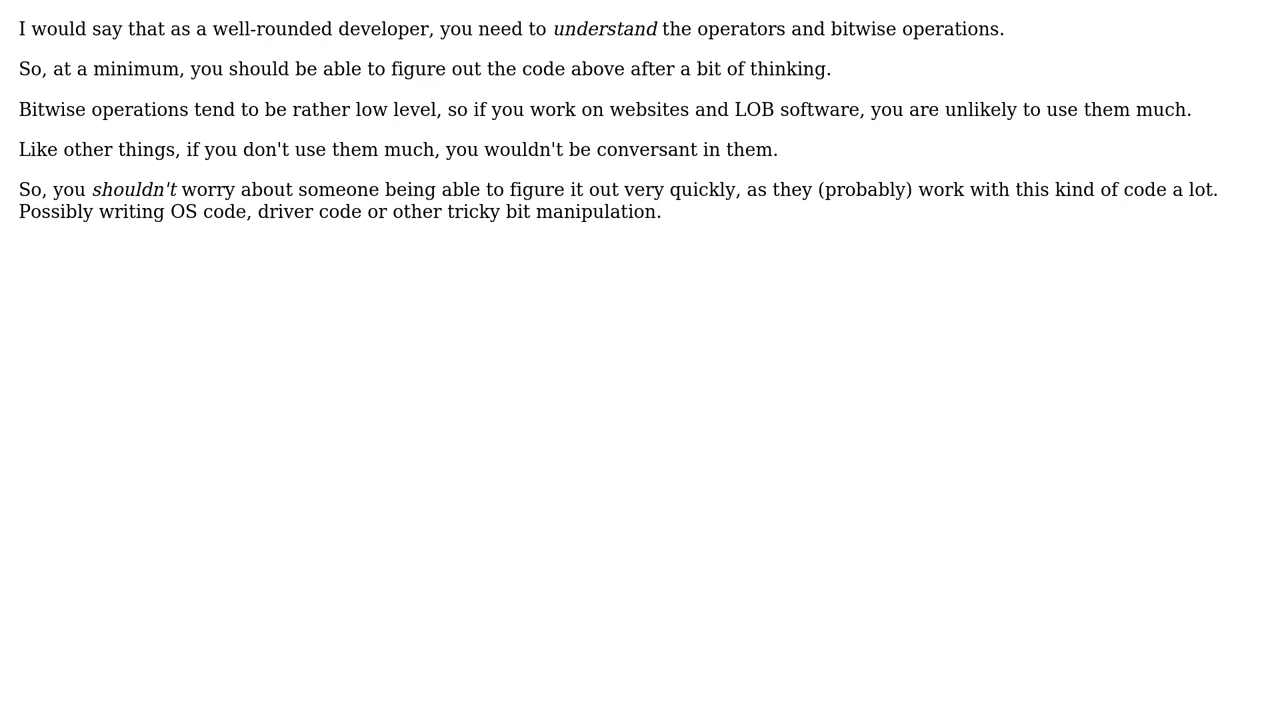 I would say that as a well-rounded developer, you need to understand the operators and bitwise operations.
So, at a minimum, you should be able to figure out the code above after a bit of thinking.
Bitwise operations tend to be rather low level, so if you work on websites and LOB software, you are unlikely to use them much.
Like other things, if you don't use them much, you wouldn't be conversant in them.
So, you shouldn't worry about someone being able to figure it out very quickly, as they (probably) work with this kind of code a lot.
Possibly writing OS code, driver code or other tricky bit manipulation.